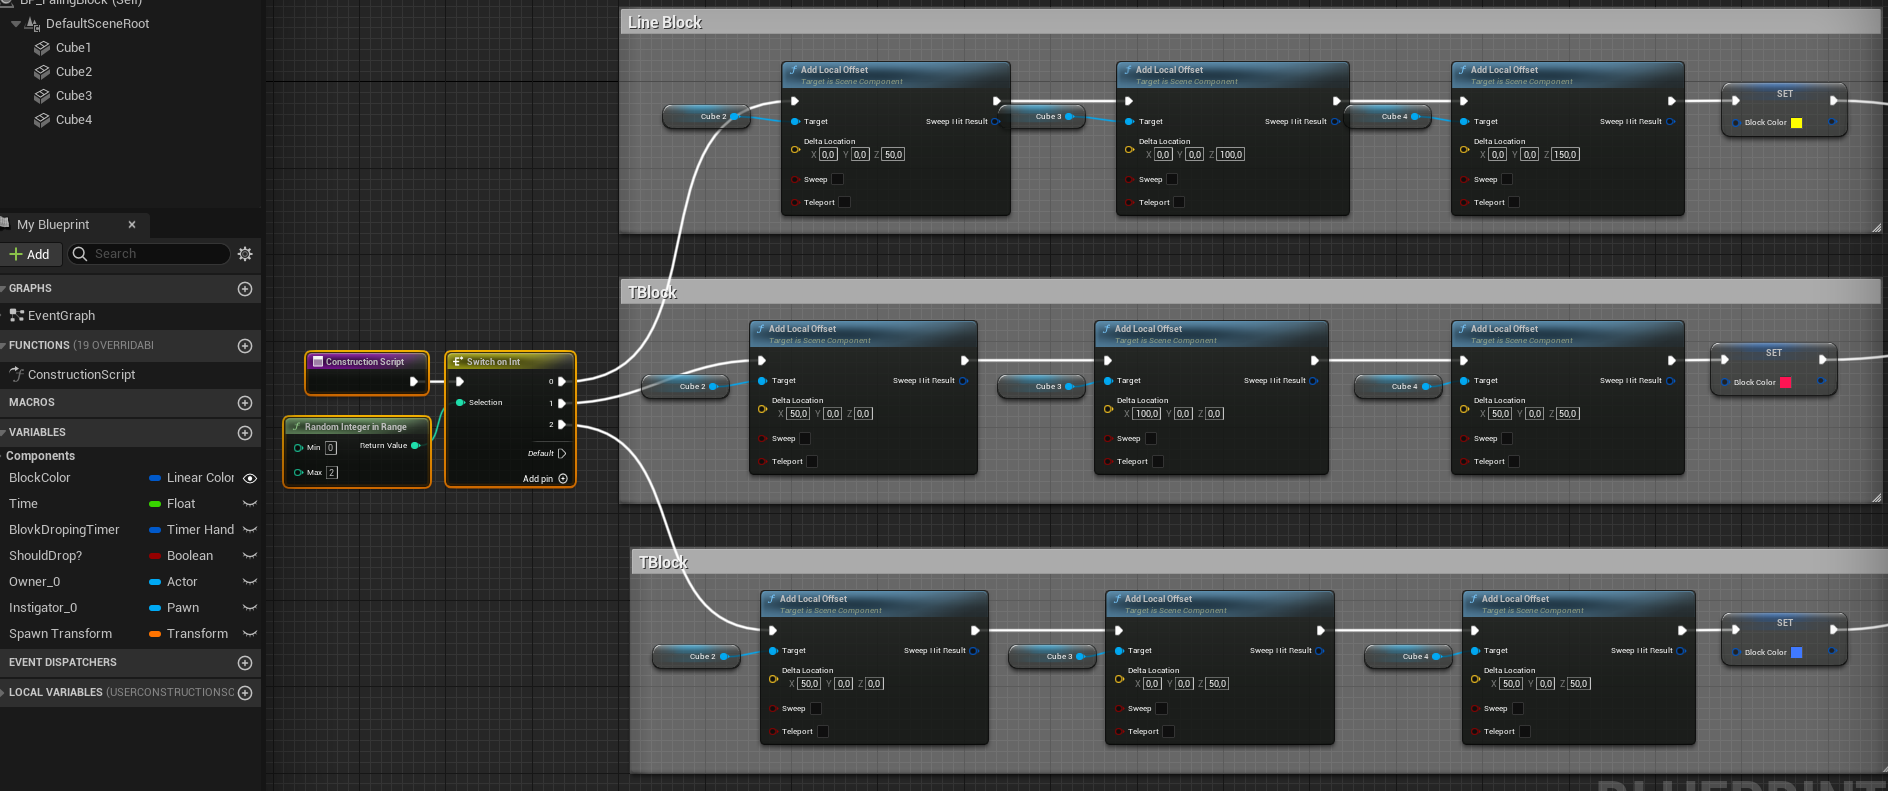 BP_FalingBlock (Self)
DefaultSceneRoot
Cube1
Cube2
Cube3
Cube4
My Blueprint
Add
Search
GRAPHS
EventGraph
FUNCTIONS (19 OVERRIDABL
ConstructionScript
MACROS
VARIABLES
Components
BlockColor Linear Color
Time Float
BlovkDropingTimer Timer Hand
ShouldDrop? Boolean
Owner_0 Actor
Instigator_0 Pawn
Spawn Transform Transform
EVENT DISPATCHERS
LOCAL VARIABLES (USERCONSTRUCTIONSC
Construction Script
Random Integer in Range
Min 0 Return Value
Max 2
Switch on Int
0
Selection 1
2
Default
Add pin
Line Block
Cube 2
Add Local Offset
Target is Scene Component
Target Sweep Hit Result
Delta Location
X 0,0 Y 0,0 Z 50,0
Sweep
Teleport
Cube 3
Add Local Offset
Target is Scene Component
Target Sweep Hit Result
Delta Location
X 0,0 Y 0,0 Z 100,0
Sweep
Teleport
Cube 4
Add Local Offset
Target is Scene Component
Target Sweep Hit Result
Delta Location
X 0,0 Y 0,0 Z 150,0
Sweep
Teleport
SET
Block Color
TBlock
Cube 2
Add Local Offset
Target is Scene Component
Target Sweep Hit Result
Delta Location
X 50,0 Y 0,0 Z 0,0
Sweep
Teleport
Cube 3
Add Local Offset
Target is Scene Component
Target Sweep Hit Result
Delta Location
X 100,0 Y 0,0 Z 0,0
Sweep
Teleport
Cube 4
Add Local Offset
Target is Scene Component
Target Sweep Hit Result
Delta Location
X 50,0 Y 0,0 Z 50,0
Sweep
Teleport
SET
Block Color
TBlock
Cube 2
Add Local Offset
Target is Scene Component
Target Sweep Hit Result
Delta Location
X 50,0 Y 0,0 Z 0,0
Sweep
Teleport
Cube 3
Add Local Offset
Target is Scene Component
Target Sweep Hit Result
Delta Location
X 0,0 Y 0,0 Z 50,0
Sweep
Teleport
Cube 4
Add Local Offset
Target is Scene Component
Target Sweep Hit Result
Delta Location
X 50,0 Y 0,0 Z 50,0
Sweep
Teleport
SET
Block Color
BLUEPRINT